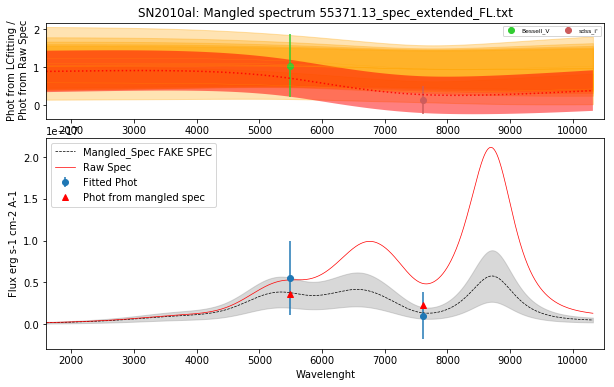 SN2010al: Mangled spectrum 55371.13_spec_extended_FL.txt
Phot from LCfitting /
Phot from Raw Spec
2
1
0
Bessell_V
sdss_i'
2000 3000 4000 5000 6000 7000 8000 9000 10000
1e−17
Flux erg s-1 cm-2 A-1
2.0
1.5
1.0
0.5
0.0
Mangled_Spec FAKE SPEC
Raw Spec
Fitted Phot
Phot from mangled spec
2000 3000 4000 5000 6000 7000 8000 9000 10000
Wavelenght